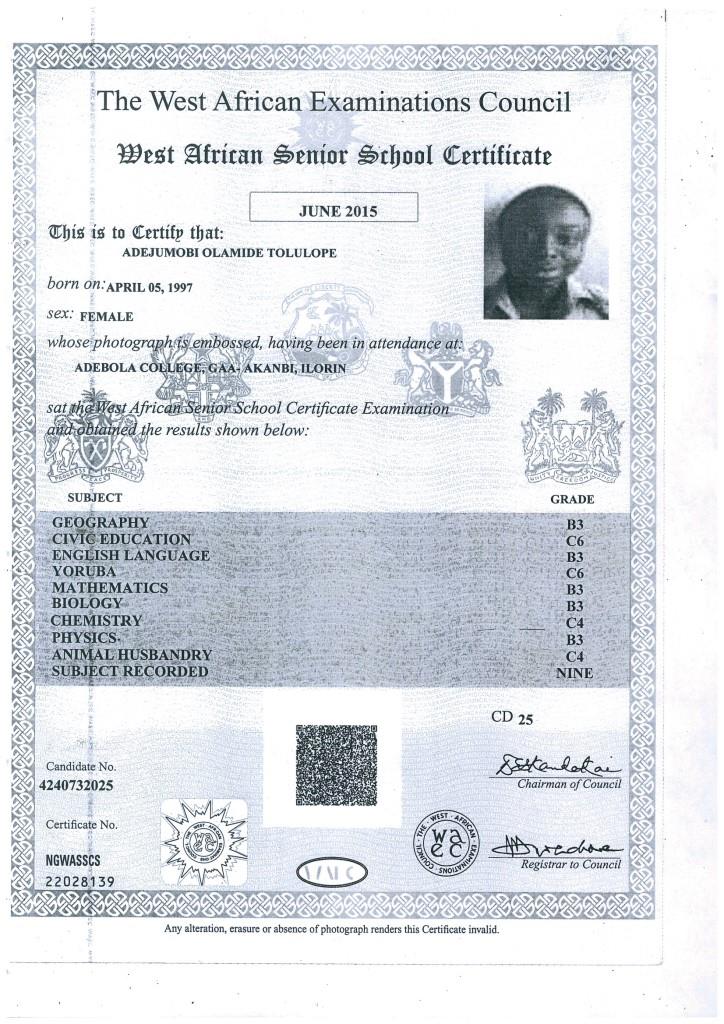 The West African Examinations Council
West African Senior School Certificate
JUNE 2015
This is to Certify that:
ADEJUMOBI OLAMIDE TOLULOPE
born on: APRIL 05, 1997
sex: FEMALE
whose photograph is embossed, having been in attendance at:
ADEBOLA COLLEGE, GAA- AKANBI, ILORIN
sat the West African Senior School Certificate Examination
and obtained the results shown below:
SUBJECT GRADE
GEOGRAPHY B3
CIVIC EDUCATION C6
ENGLISH LANGUAGE B3
YORUBA C6
MATHEMATICS B3
BIOLOGY B3
CHEMISTRY C4
PHYSICS B3
ANIMAL HUSBANDRY C4
SUBJECT RECORDED NINE
CD 25
Candidate No.
4240732025
Chairman of Council
Certificate No.
NGWASSCS
22028139
THE · WEST · AFRICAN · EXAMINATIONS COUNCIL ·
Registrar to Council
Any alteration, erasure or absence of photograph renders this Certificate invalid.